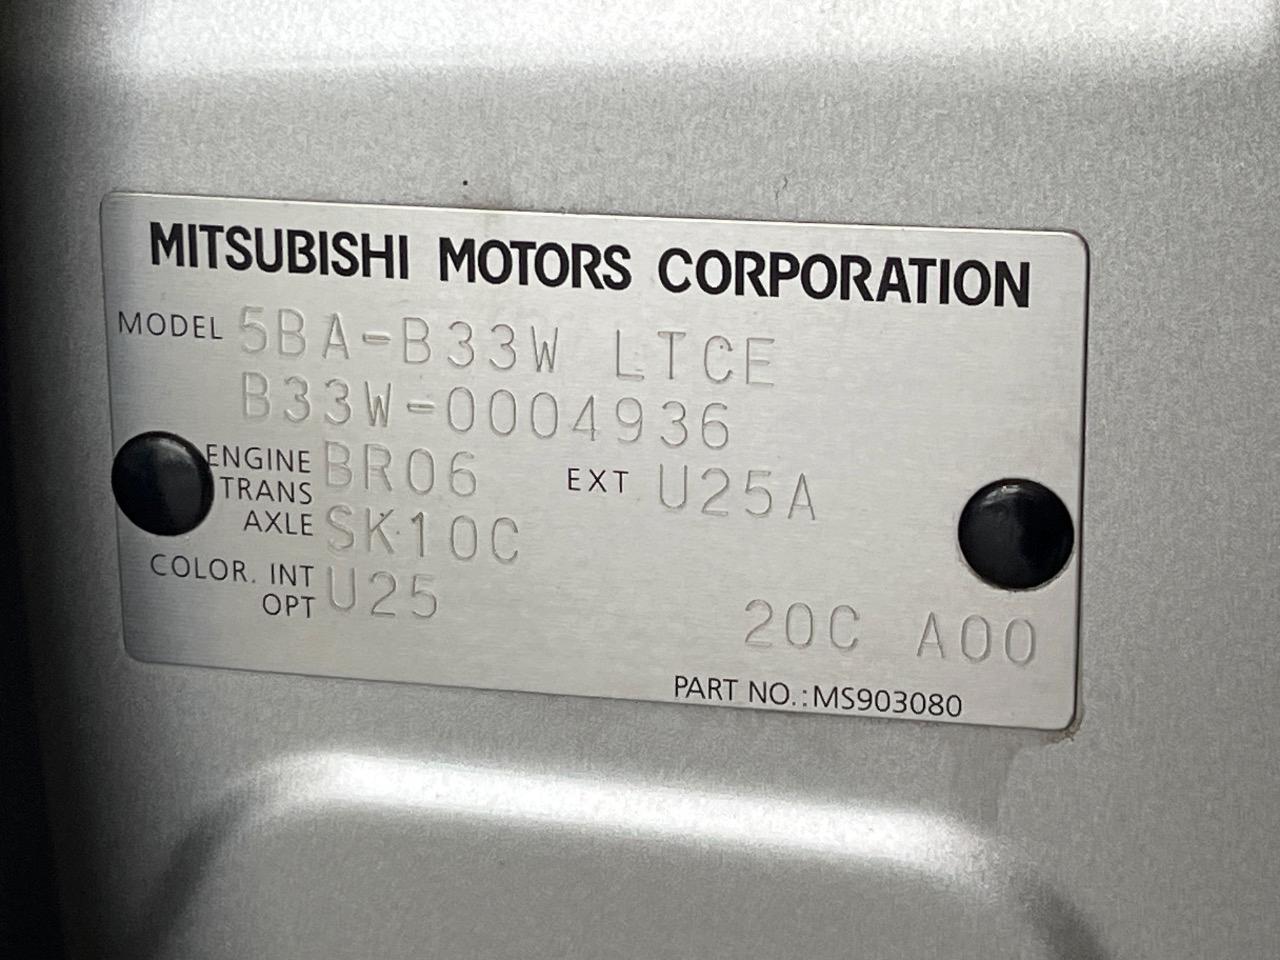 MITSUBISHI MOTORS CORPORATION
MODEL 5BA-B33W LTCE
B33W-0004936
ENGINE BR06 EXT U25A
TRANS
AXLE SK10C
COLOR. INT U25
OPT 20C A00
PART NO.:MS903080